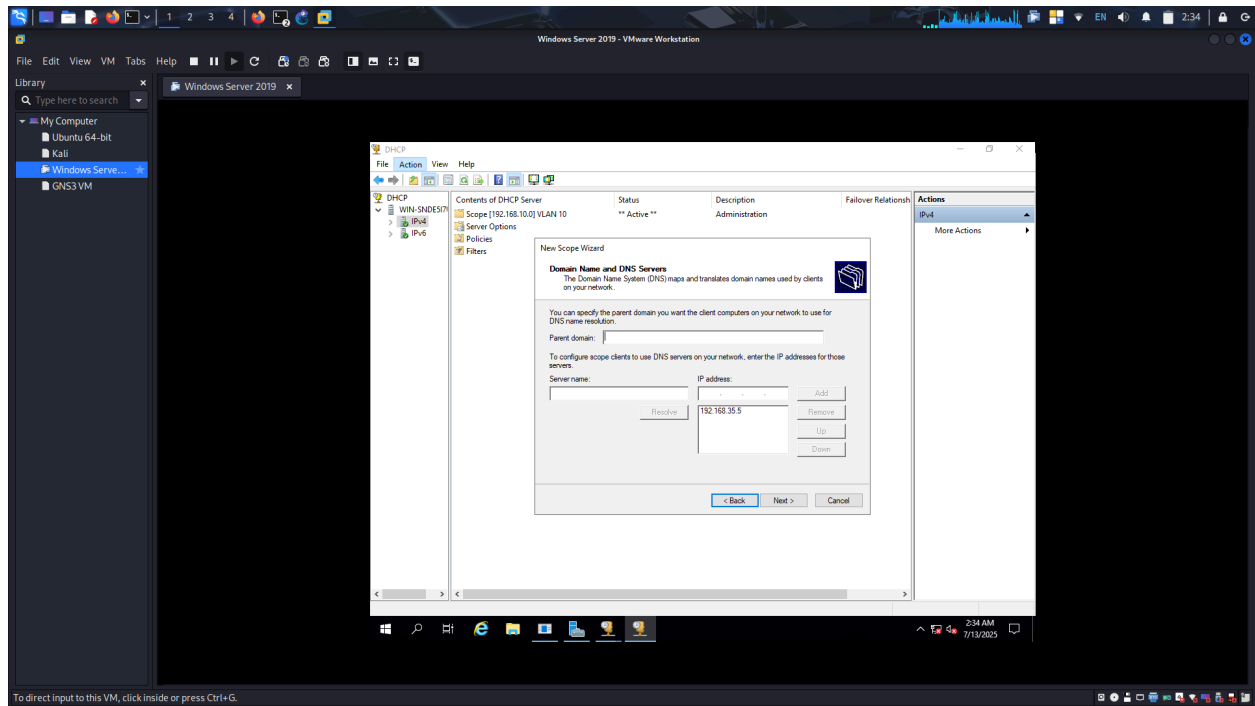 1 2 3 4
EN 2:34
Windows Server 2019 - VMware Workstation
File Edit View VM Tabs Help
Library
Windows Server 2019
Type here to search
My Computer
Ubuntu 64-bit
Kali
Windows Serve...
GNS3 VM
DHCP
File Action View Help
DHCP
WIN-SNDE5I7
IPv4
IPv6
Contents of DHCP Server Status Description Failover Relationsh
Scope [192.168.10.0] VLAN 10 ** Active ** Administration
Server Options
Policies
Filters
Actions
IPv4
More Actions
New Scope Wizard
Domain Name and DNS Servers
The Domain Name System (DNS) maps and translates domain names used by clients
on your network.
You can specify the parent domain you want the client computers on your network to use for
DNS name resolution.
Parent domain:
To configure scope clients to use DNS servers on your network, enter the IP addresses for those
servers.
Server name: IP address:
Add
Resolve 192.168.35.5 Remove
Up
Down
< Back Next > Cancel
2:34 AM
7/13/2025
To direct input to this VM, click inside or press Ctrl+G.